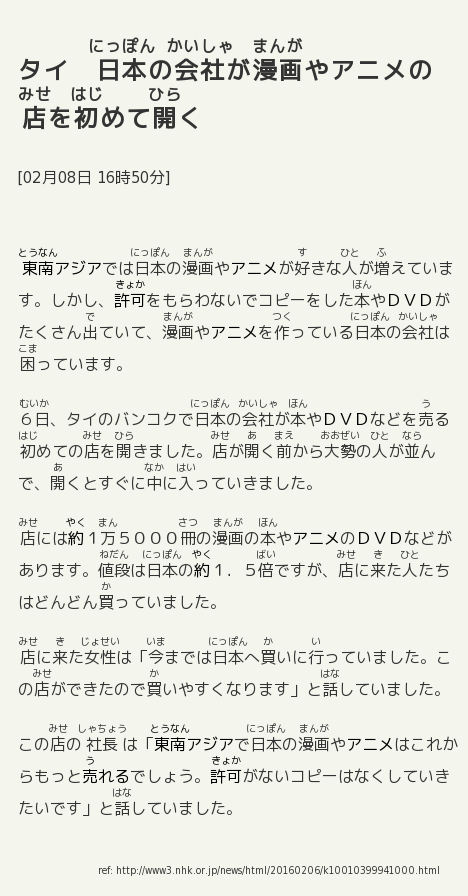 にっぽん かいしゃ まんが
タイ 日本の会社が漫画やアニメの
みせ はじ ひら
店を初めて開く
[02月08日 16時50分]
とうなん にっぽん まんが す ひと ふ
東南アジアでは日本の漫画やアニメが好きな人が増えていま
きょか ほん
す。しかし、許可をもらわないでコピーをした本やＤＶＤが
で まんが つく にっぽん かいしゃ
たくさん出ていて、漫画やアニメを作っている日本の会社は
こま
困っています。
むいか にっぽん かいしゃ ほん う
６日、タイのバンコクで日本の会社が本やＤＶＤなどを売る
はじ みせ ひら みせ あ まえ おおぜい ひと なら
初めての店を開きました。店が開く前から大勢の人が並ん
あ なか はい
で、開くとすぐに中に入っていきました。
みせ やく まん さつ まんが ほん
店には約１万５０００冊の漫画の本やアニメのＤＶＤなどが
ねだん にっぽん やく ばい みせ き ひと
あります。値段は日本の約１．５倍ですが、店に来た人たち
か
はどんどん買っていました。
みせ き じょせい いま にっぽん か い
店に来た女性は「今までは日本へ買いに行っていました。こ
みせ か はな
の店ができたので買いやすくなります」と話していました。
みせ しゃちょう とうなん にっぽん まんが
この店の社長は「東南アジアで日本の漫画やアニメはこれか
う きょか
らもっと売れるでしょう。許可がないコピーはなくしていき
はな
たいです」と話していました。
ref: http://www3.nhk.or.jp/news/html/20160206/k10010399941000.html